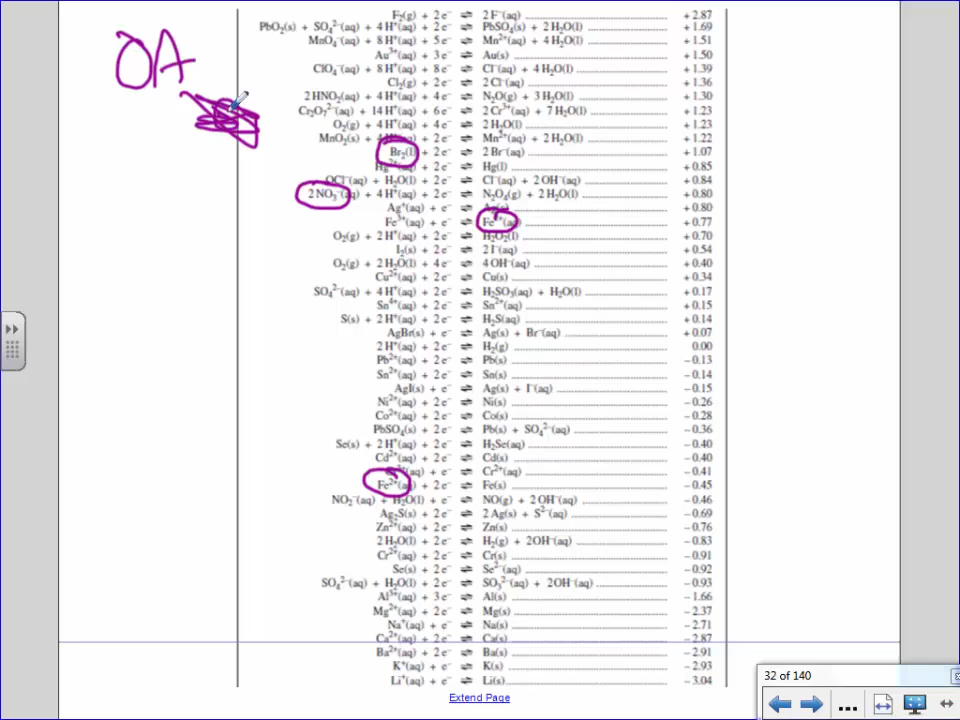 OA
F₂(g) + 2 e⁻ ⇌ 2 F⁻(aq) + 2.87
PbO₂(s) + SO₄²⁻(aq) + 4 H⁺(aq) + 2 e⁻ ⇌ PbSO₄(s) + 2 H₂O(l) + 1.69
MnO₄⁻(aq) + 8 H⁺(aq) + 5 e⁻ ⇌ Mn²⁺(aq) + 4 H₂O(l) + 1.51
Au³⁺(aq) + 3 e⁻ ⇌ Au(s) + 1.50
ClO₄⁻(aq) + 8 H⁺(aq) + 8 e⁻ ⇌ Cl⁻(aq) + 4 H₂O(l) + 1.39
Cl₂(g) + 2 e⁻ ⇌ 2 Cl⁻(aq) + 1.36
2 HNO₂(aq) + 4 H⁺(aq) + 4 e⁻ ⇌ N₂O(g) + 3 H₂O(l) + 1.30
Cr₂O₇²⁻(aq) + 14 H⁺(aq) + 6 e⁻ ⇌ 2 Cr³⁺(aq) + 7 H₂O(l) + 1.23
O₂(g) + 4 H⁺(aq) + 4 e⁻ ⇌ 2 H₂O(l) + 1.23
MnO₂(s) + 4 H⁺(aq) + 2 e⁻ ⇌ Mn²⁺(aq) + 2 H₂O(l) + 1.22
Br₂(l) + 2 e⁻ ⇌ 2 Br⁻(aq) + 1.07
Hg²⁺(aq) + 2 e⁻ ⇌ Hg(l) + 0.85
OCl⁻(aq) + H₂O(l) + 2 e⁻ ⇌ Cl⁻(aq) + 2 OH⁻(aq) + 0.84
2 NO₃⁻(aq) + 4 H⁺(aq) + 2 e⁻ ⇌ N₂O₄(g) + 2 H₂O(l) + 0.80
Ag⁺(aq) + e⁻ ⇌ Ag(s) + 0.80
Fe³⁺(aq) + e⁻ ⇌ Fe²⁺(aq) + 0.77
O₂(g) + 2 H⁺(aq) + 2 e⁻ ⇌ H₂O₂(l) + 0.70
I₂(s) + 2 e⁻ ⇌ 2 I⁻(aq) + 0.54
O₂(g) + 2 H₂O(l) + 4 e⁻ ⇌ 4 OH⁻(aq) + 0.40
Cu²⁺(aq) + 2 e⁻ ⇌ Cu(s) + 0.34
SO₄²⁻(aq) + 4 H⁺(aq) + 2 e⁻ ⇌ H₂SO₃(aq) + H₂O(l) + 0.17
Sn⁴⁺(aq) + 2 e⁻ ⇌ Sn²⁺(aq) + 0.15
S(s) + 2 H⁺(aq) + 2 e⁻ ⇌ H₂S(aq) + 0.14
AgBr(s) + e⁻ ⇌ Ag(s) + Br⁻(aq) + 0.07
2 H⁺(aq) + 2 e⁻ ⇌ H₂(g) 0.00
Pb²⁺(aq) + 2 e⁻ ⇌ Pb(s) − 0.13
Sn²⁺(aq) + 2 e⁻ ⇌ Sn(s) − 0.14
AgI(s) + e⁻ ⇌ Ag(s) + I⁻(aq) − 0.15
Ni²⁺(aq) + 2 e⁻ ⇌ Ni(s) − 0.26
Co²⁺(aq) + 2 e⁻ ⇌ Co(s) − 0.28
PbSO₄(s) + 2 e⁻ ⇌ Pb(s) + SO₄²⁻(aq) − 0.36
Se(s) + 2 H⁺(aq) + 2 e⁻ ⇌ H₂Se(aq) − 0.40
Cd²⁺(aq) + 2 e⁻ ⇌ Cd(s) − 0.40
Cr³⁺(aq) + e⁻ ⇌ Cr²⁺(aq) − 0.41
Fe²⁺(aq) + 2 e⁻ ⇌ Fe(s) − 0.45
NO₂⁻(aq) + H₂O(l) + e⁻ ⇌ NO(g) + 2 OH⁻(aq) − 0.46
Ag₂S(s) + 2 e⁻ ⇌ 2 Ag(s) + S²⁻(aq) − 0.69
Zn²⁺(aq) + 2 e⁻ ⇌ Zn(s) − 0.76
2 H₂O(l) + 2 e⁻ ⇌ H₂(g) + 2OH⁻(aq) − 0.83
Cr²⁺(aq) + 2 e⁻ ⇌ Cr(s) − 0.91
Se(s) + 2 e⁻ ⇌ Se²⁻(aq) − 0.92
SO₄²⁻(aq) + H₂O(l) + 2 e⁻ ⇌ SO₃²⁻(aq) + 2OH⁻(aq) − 0.93
Al³⁺(aq) + 3 e⁻ ⇌ Al(s) − 1.66
Mg²⁺(aq) + 2 e⁻ ⇌ Mg(s) − 2.37
Na⁺(aq) + e⁻ ⇌ Na(s) − 2.71
Ca²⁺(aq) + 2 e⁻ ⇌ Ca(s) − 2.87
Ba²⁺(aq) + 2 e⁻ ⇌ Ba(s) − 2.91
K⁺(aq) + e⁻ ⇌ K(s) − 2.93
Li⁺(aq) + e⁻ ⇌ Li(s) − 3.04
32 of 140
Extend Page